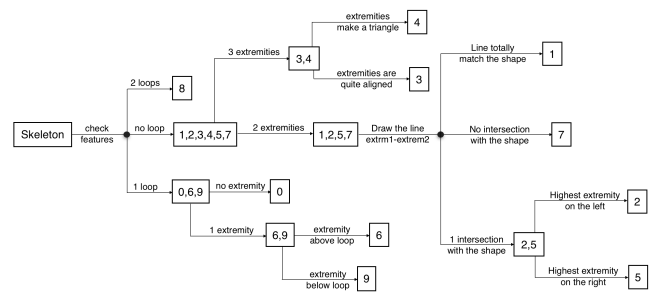 Skeleton
check
features
2 loops
8
no loop
1,2,3,4,5,7
3 extremities
3,4
extremities
make a triangle
4
extremities are
quite aligned
3
2 extremities
1,2,5,7
Draw the line
extrm1-extrem2
Line totally
match the shape
1
No intersection
with the shape
7
1 intersection
with the shape
2,5
Highest extremity
on the left
2
Highest extremity
on the right
5
1 loop
0,6,9
no extremity
0
1 extremity
6,9
extremity
above loop
6
extremity
below loop
9